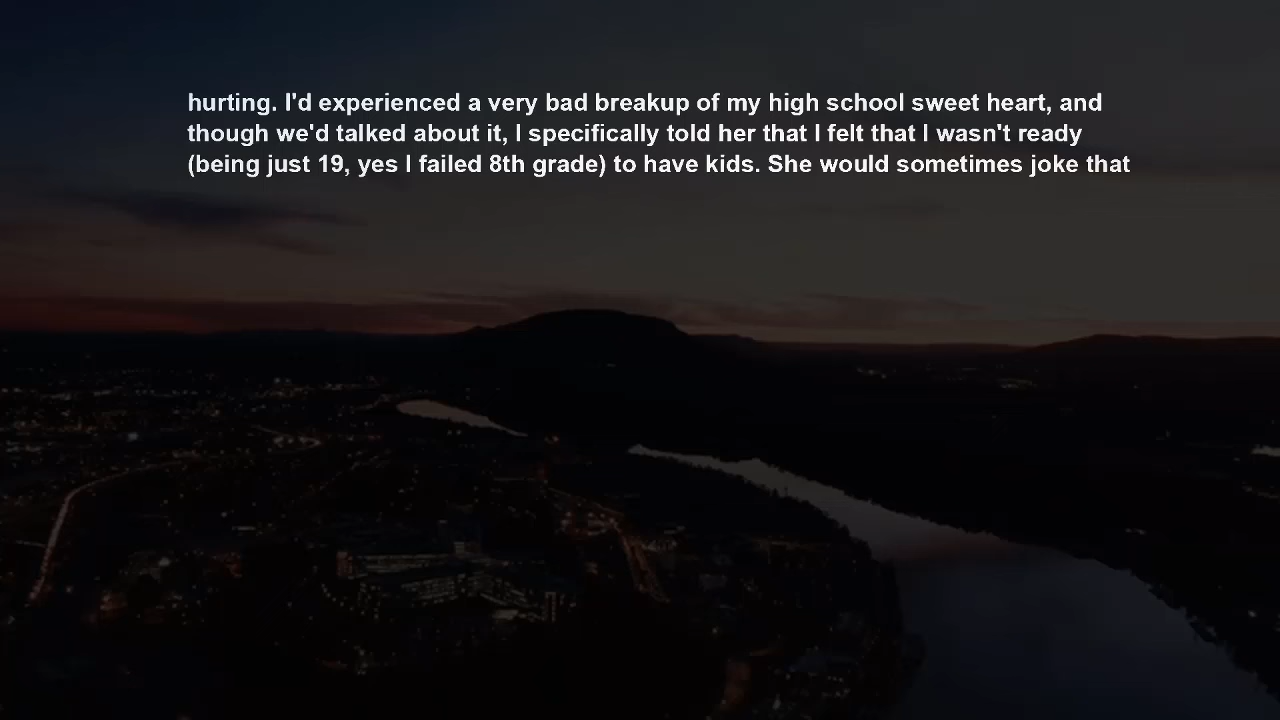 hurting. I'd experienced a very bad breakup of my high school sweet heart, and
though we'd talked about it, I specifically told her that I felt that I wasn't ready
(being just 19, yes I failed 8th grade) to have kids. She would sometimes joke that